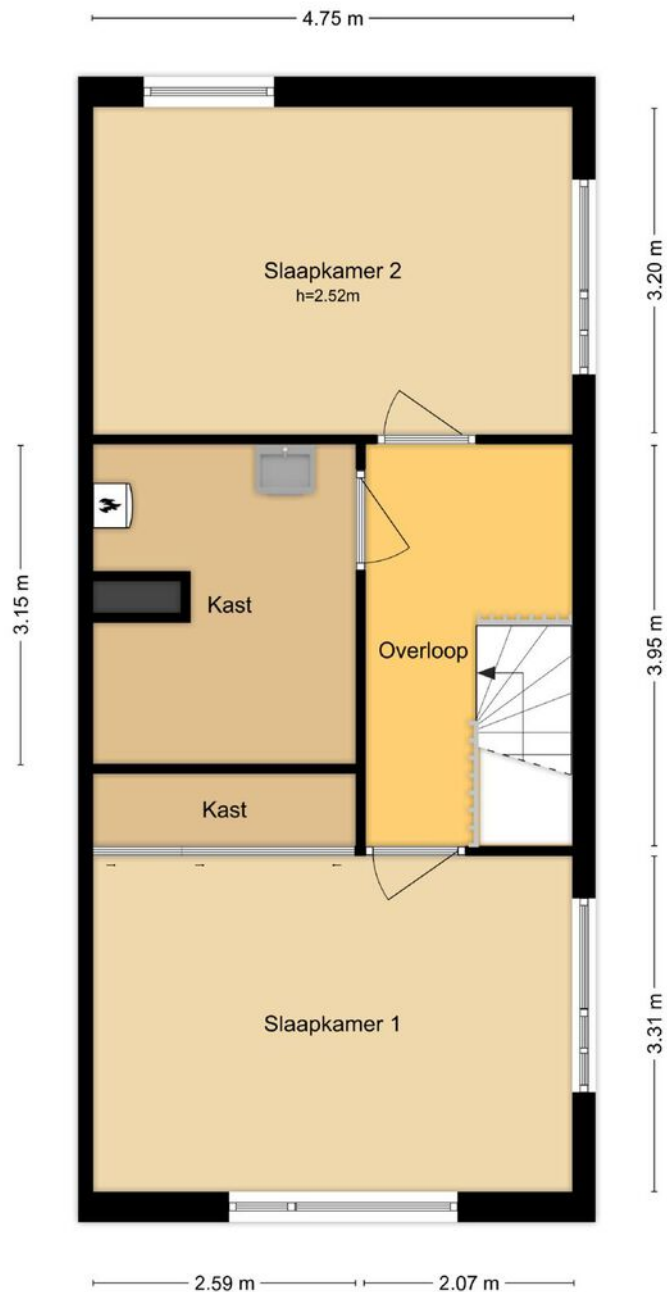 4.75 m
Slaapkamer 2
h=2.52m
3.20 m
3.15 m
Kast
Overloop
3.95 m
Kast
Slaapkamer 1
3.31 m
2.59 m
2.07 m